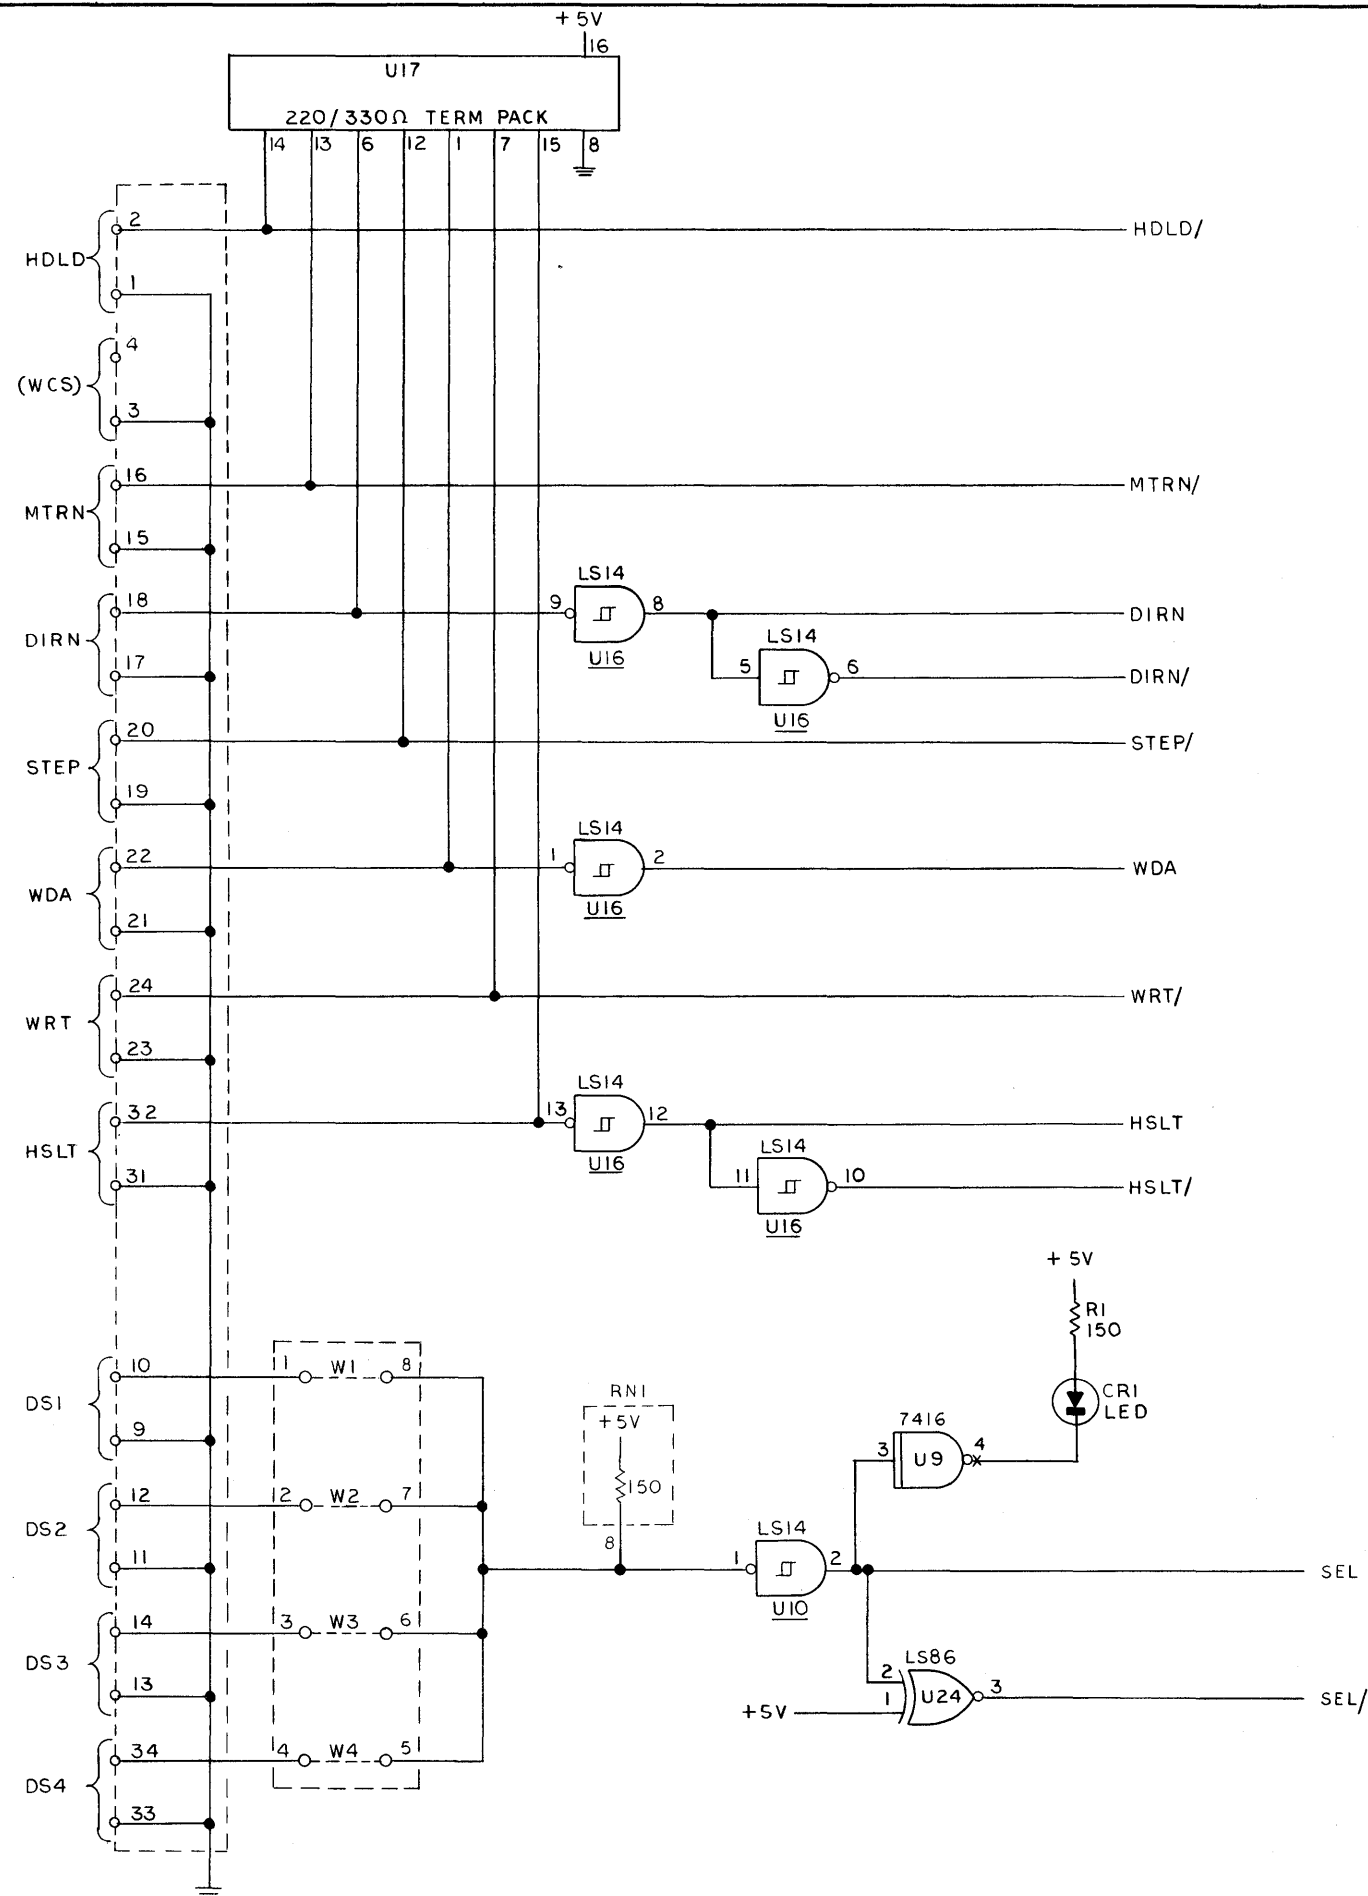 +5V
16
U17
220/330Ω TERM PACK
14 13 6 12 1 7 15 8
2
HDLD/
HDLD
1
4
(WCS)
3
16
MTRN/
MTRN
15
LS14
18
9 8
DIRN
DIRN
U16
LS14
17
5 6
DIRN/
U16
20
STEP/
STEP
19
LS14
22
1 2
WDA
WDA
U16
21
24
WRT/
WRT
23
LS14
32
13 12
HSLT
HSLT
U16
LS14
31
11 10
HSLT/
U16
+5V
R1
150
10
1 W1 8
DS1
RN1
CR1
LED
+5V
7416
9
3 U9 4
12
2 W2 7
150
DS2
LS14
8
11
1 2
SEL
U10
14
3 W3 6
DS3
LS86
13
2
1
U24
3
+5V
SEL/
34
4 W4 5
DS4
33